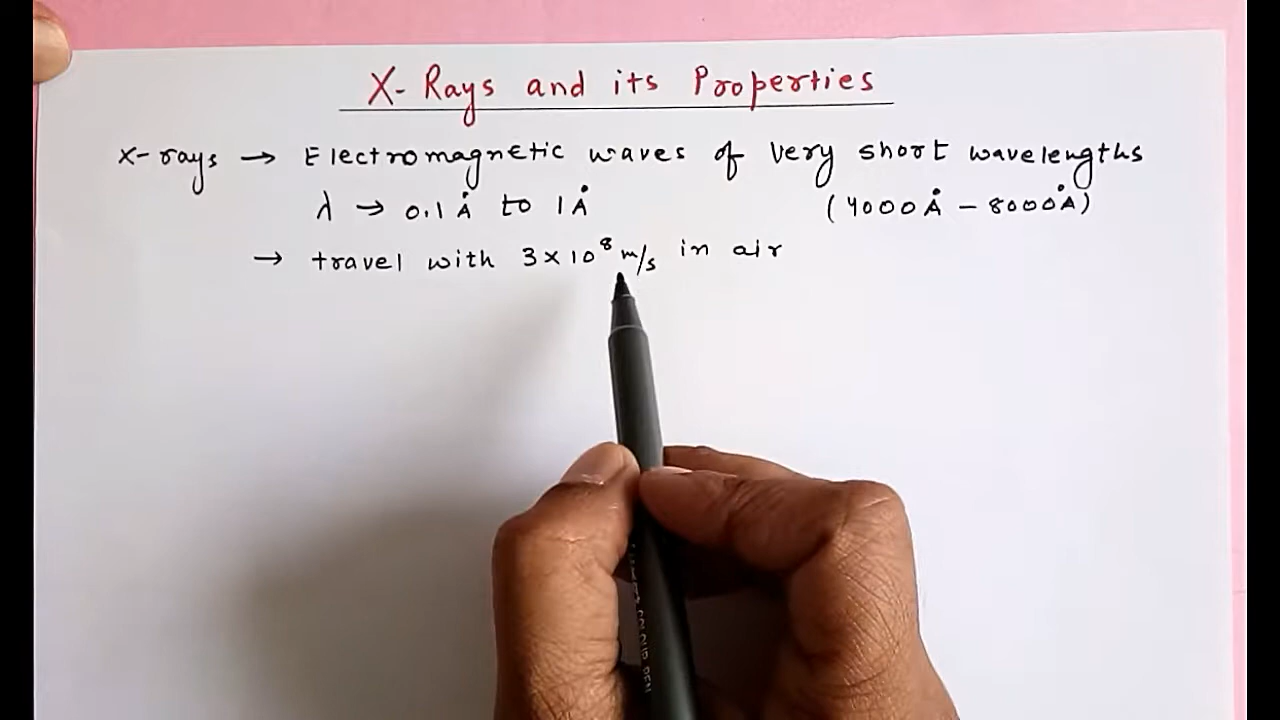 X-Rays and its Properties
X-rays → Electromagnetic waves of very short wavelengths
λ → 0.1 Å to 1 Å (4000 Å – 8000 Å)
→ travel with 3 × 10⁸ m/s in air